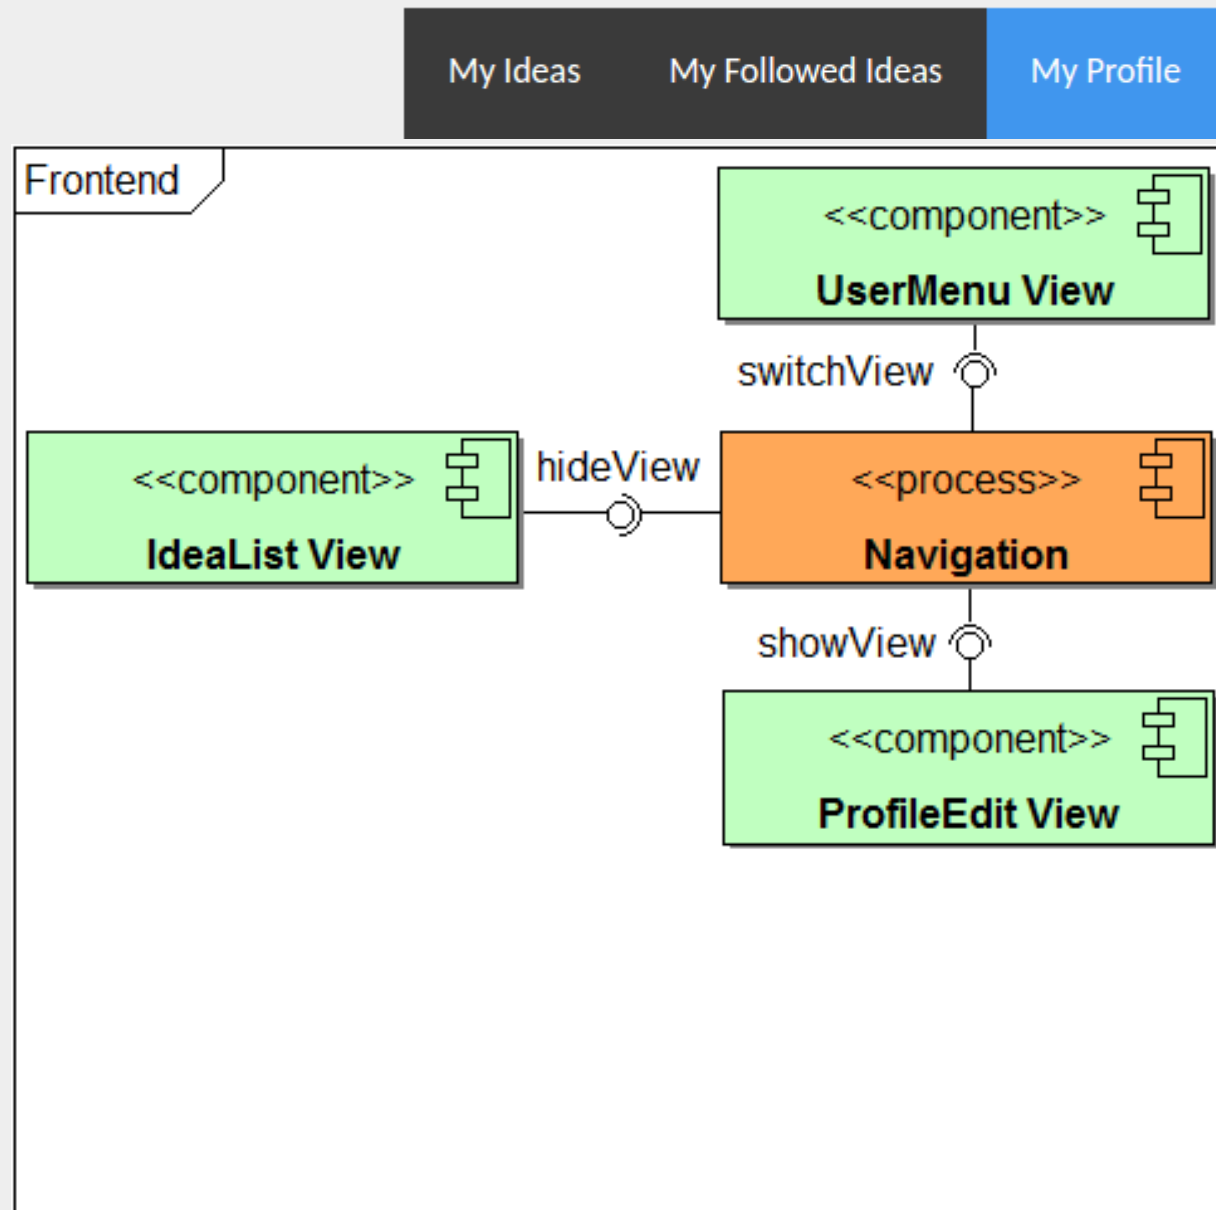 My Ideas My Followed Ideas My Profile
Frontend
<<component>>
UserMenu View
switchView
<<component>>
IdeaList View
hideView
<<process>>
Navigation
showView
<<component>>
ProfileEdit View